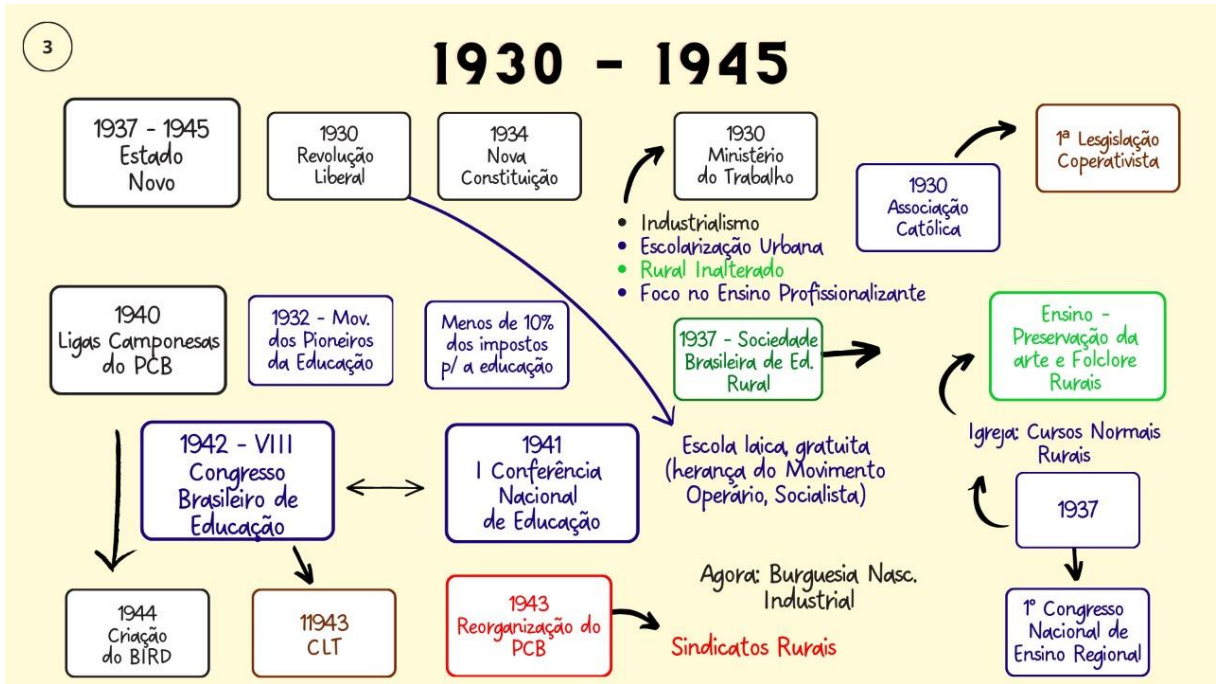 3
1930 - 1945
1937 - 1945
Estado
Novo
1930
Revolução
Liberal
1934
Nova
Constituição
1930
Ministério
do Trabalho
1930
Associação
Católica
1ª Lesgislação
Coperativista
• Industrialismo
• Escolarização Urbana
• Rural Inalterado
• Foco no Ensino Profissionalizante
1940
Ligas Camponesas
do PCB
1932 - Mov.
dos Pioneiros
da Educação
Menos de 10%
dos impostos
p/ a educação
1937 - Sociedade
Brasileira de Ed.
Rural
Ensino -
Preservação da
arte e Folclore
Rurais
1942 - VIII
Congresso
Brasileiro de
Educação
1941
I Conferência
Nacional
de Educação
Escola laica, gratuita
(herança do Movimento
Operário, Socialista)
Igreja: Cursos Normais
Rurais
1937
1944
Criação
do BIRD
11943
CLT
1943
Reorganização do
PCB
Agora: Burguesia Nasc.
Industrial
Sindicatos Rurais
1º Congresso
Nacional de
Ensino Regional